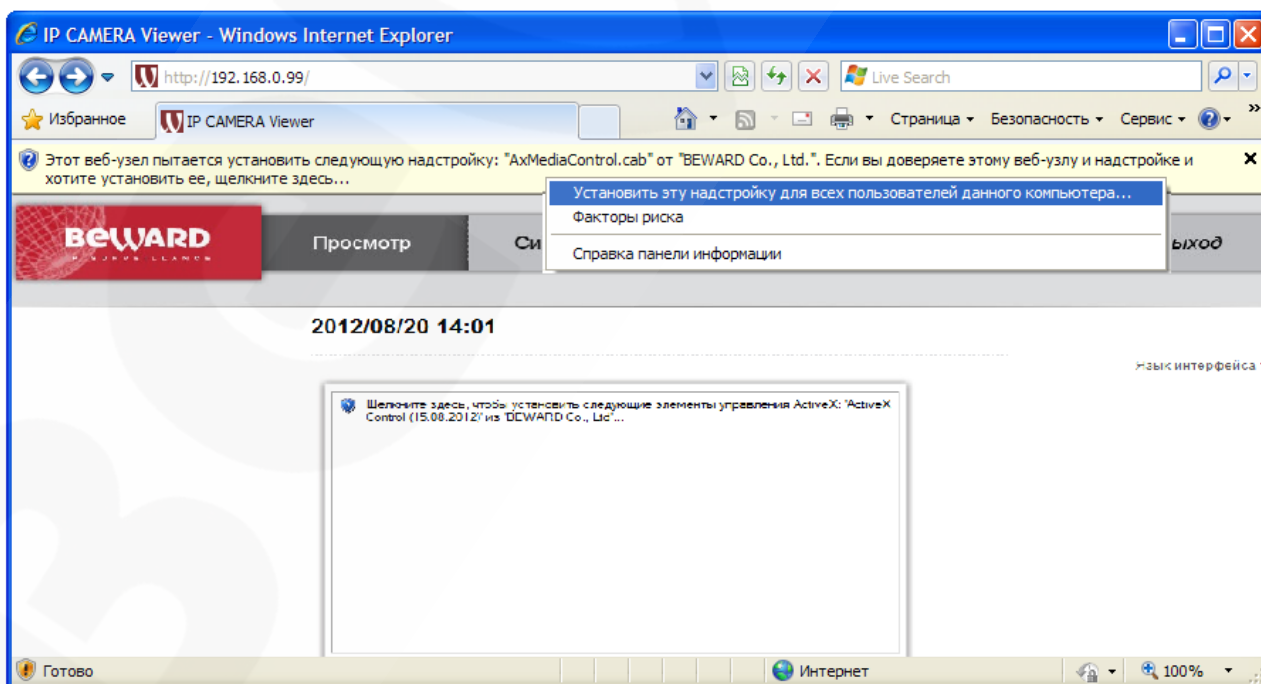 IP CAMERA Viewer - Windows Internet Explorer
http://192.168.0.99/
Live Search
Избранное
IP CAMERA Viewer
Страница
Безопасность
Сервис
Этот веб-узел пытается установить следующую надстройку: "AxMediaControl.cab" от "BEWARD Co., Ltd.". Если вы доверяете этому веб-узлу и надстройке и
хотите установить ее, щелкните здесь...
Установить эту надстройку для всех пользователей данного компьютера...
Факторы риска
Справка панели информации
BEWARD
Просмотр
Си
ыход
2012/08/20 14:01
Язык интерфейса
Щелкните здесь, чтобы установить следующие элементы управления ActiveX: "ActiveX
Control (15.08.2012)" из "BEWARD Co., Ltd"...
Готово
Интернет
100%